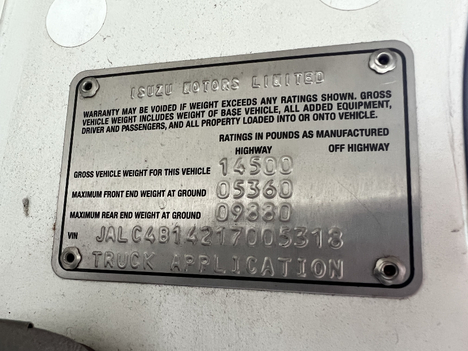 ISUZU MOTORS LIMITED
WARRANTY MAY BE VOIDED IF WEIGHT EXCEEDS ANY RATINGS SHOWN. GROSS
VEHICLE WEIGHT INCLUDES WEIGHT OF BASE VEHICLE, ALL ADDED EQUIPMENT,
DRIVER AND PASSENGERS, AND ALL PROPERTY LOADED INTO OR ONTO VEHICLE.
RATINGS IN POUNDS AS MANUFACTURED
HIGHWAY OFF HIGHWAY
GROSS VEHICLE WEIGHT FOR THIS VEHICLE 14500
MAXIMUM FRONT END WEIGHT AT GROUND 05360
MAXIMUM REAR END WEIGHT AT GROUND 09880
VIN JALC4B14217005318
TRUCK APPLICATION